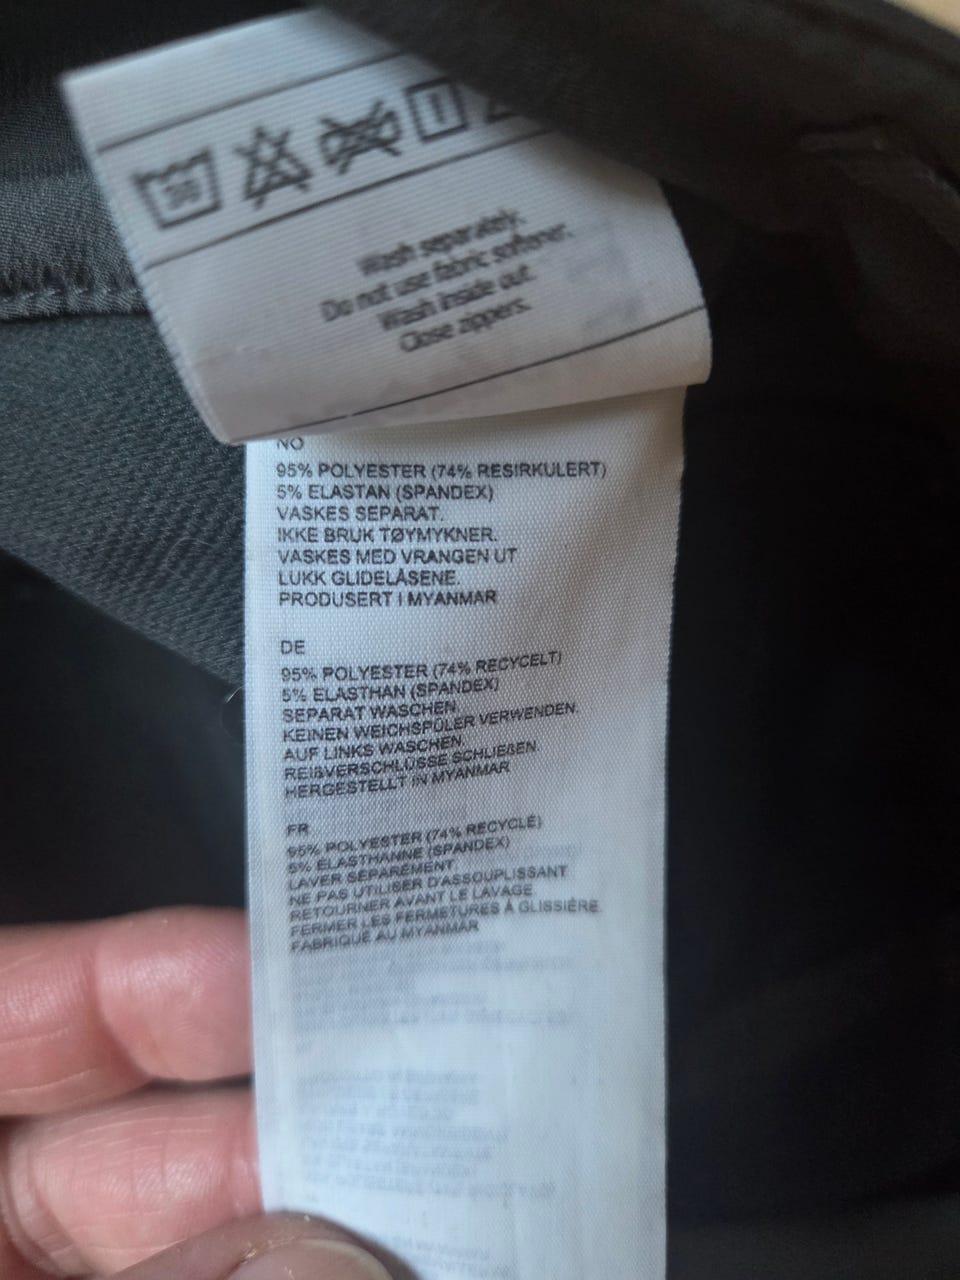 30
Wash separately.
Do not use fabric softener.
Wash inside out.
Close zippers.
NO
95% POLYESTER (74% RESIRKULERT)
5% ELASTAN (SPANDEX)
VASKES SEPARAT.
IKKE BRUK TØYMYKNER.
VASKES MED VRANGEN UT
LUKK GLIDELÅSENE.
PRODUSERT I MYANMAR
DE
95% POLYESTER (74% RECYCELT)
5% ELASTHAN (SPANDEX)
SEPARAT WASCHEN.
KEINEN WEICHSPÜLER VERWENDEN.
AUF LINKS WASCHEN.
REIßVERSCHLÜSSE SCHLIEßEN.
HERGESTELLT IN MYANMAR
FR
95% POLYESTER (74% RECYCLÉ)
5% ELASTHANNE (SPANDEX)
LAVER SÉPARÉMENT
NE PAS UTILISER D'ASSOUPLISSANT
RETOURNER AVANT LE LAVAGE.
FERMER LES FERMETURES À GLISSIÈRE.
FABRIQUÉ AU MYANMAR